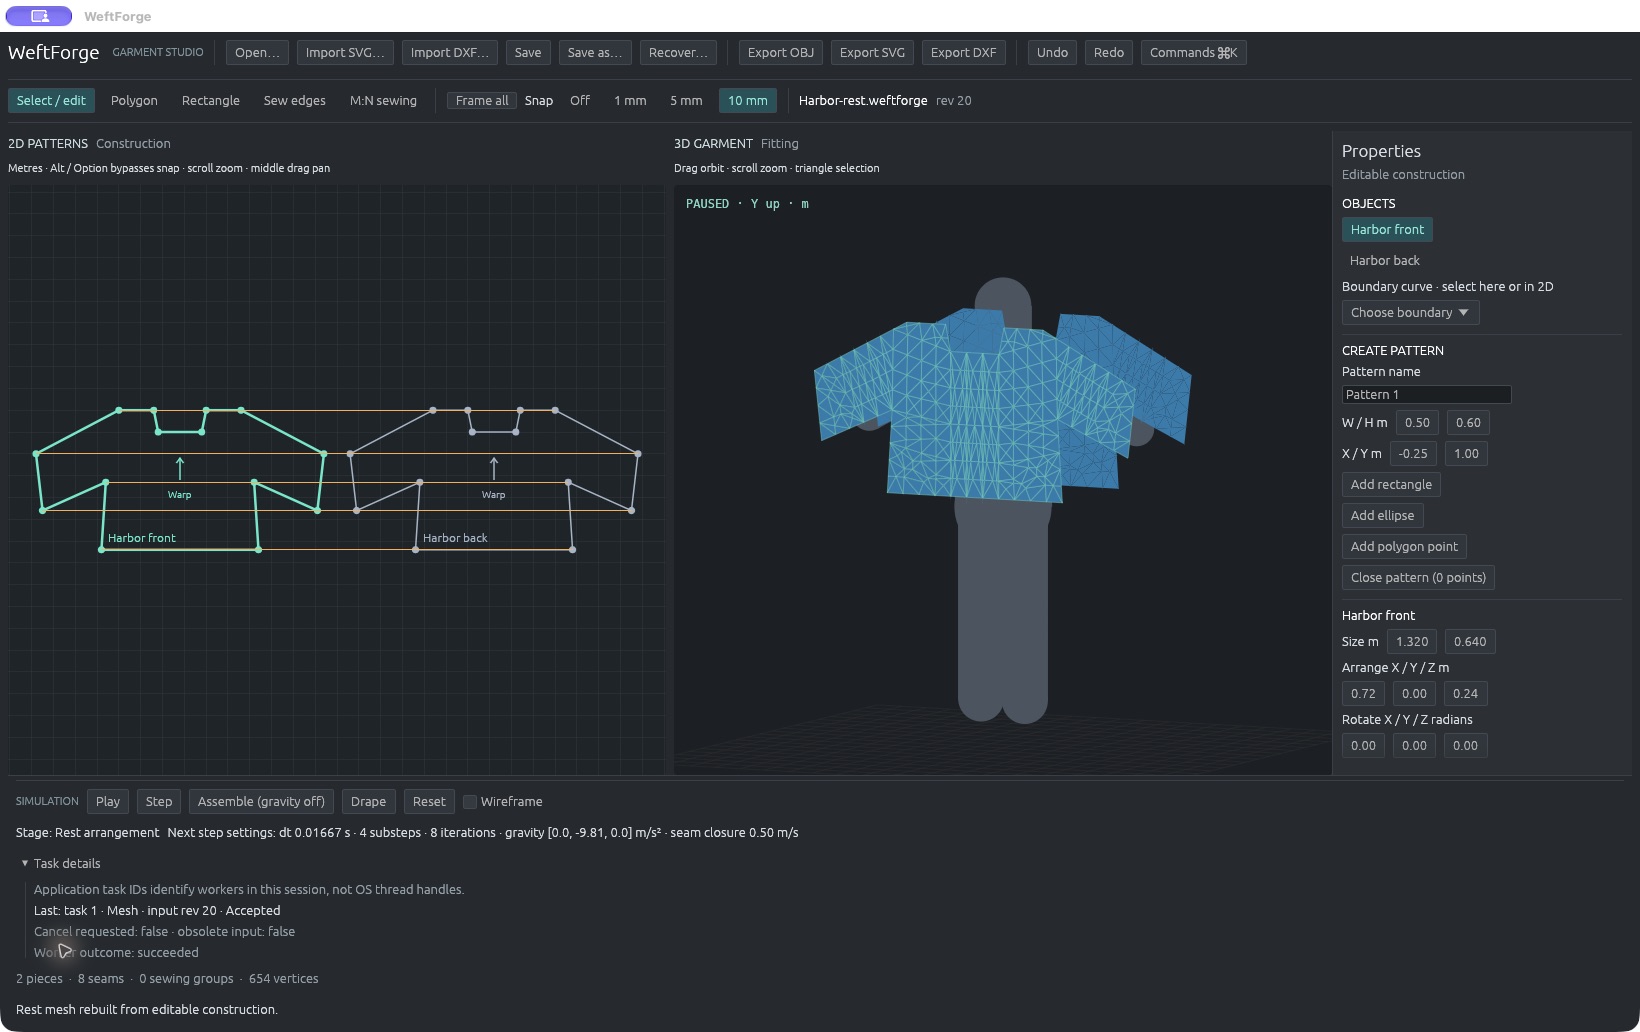 WeftForge
WeftForge GARMENT STUDIO Open… Import SVG… Import DXF… Save Save as… Recover… Export OBJ Export SVG Export DXF Undo Redo Commands ⌘K
Select / edit Polygon Rectangle Sew edges M:N sewing Frame all Snap Off 1 mm 5 mm 10 mm Harbor-rest.weftforge rev 20
2D PATTERNS Construction
Metres · Alt / Option bypasses snap · scroll zoom · middle drag pan
Warp
Harbor front
Warp
Harbor back
3D GARMENT Fitting
Drag orbit · scroll zoom · triangle selection
PAUSED · Y up · m
Properties
Editable construction
OBJECTS
Harbor front
Harbor back
Boundary curve · select here or in 2D
Choose boundary
CREATE PATTERN
Pattern name
Pattern 1
W / H m 0.50 0.60
X / Y m -0.25 1.00
Add rectangle
Add ellipse
Add polygon point
Close pattern (0 points)
Harbor front
Size m 1.320 0.640
Arrange X / Y / Z m
0.72 0.00 0.24
Rotate X / Y / Z radians
0.00 0.00 0.00
SIMULATION Play Step Assemble (gravity off) Drape Reset Wireframe
Stage: Rest arrangement Next step settings: dt 0.01667 s · 4 substeps · 8 iterations · gravity [0.0, -9.81, 0.0] m/s² · seam closure 0.50 m/s
Task details
Application task IDs identify workers in this session, not OS thread handles.
Last: task 1 · Mesh · input rev 20 · Accepted
Cancel requested: false · obsolete input: false
Worker outcome: succeeded
2 pieces · 8 seams · 0 sewing groups · 654 vertices
Rest mesh rebuilt from editable construction.